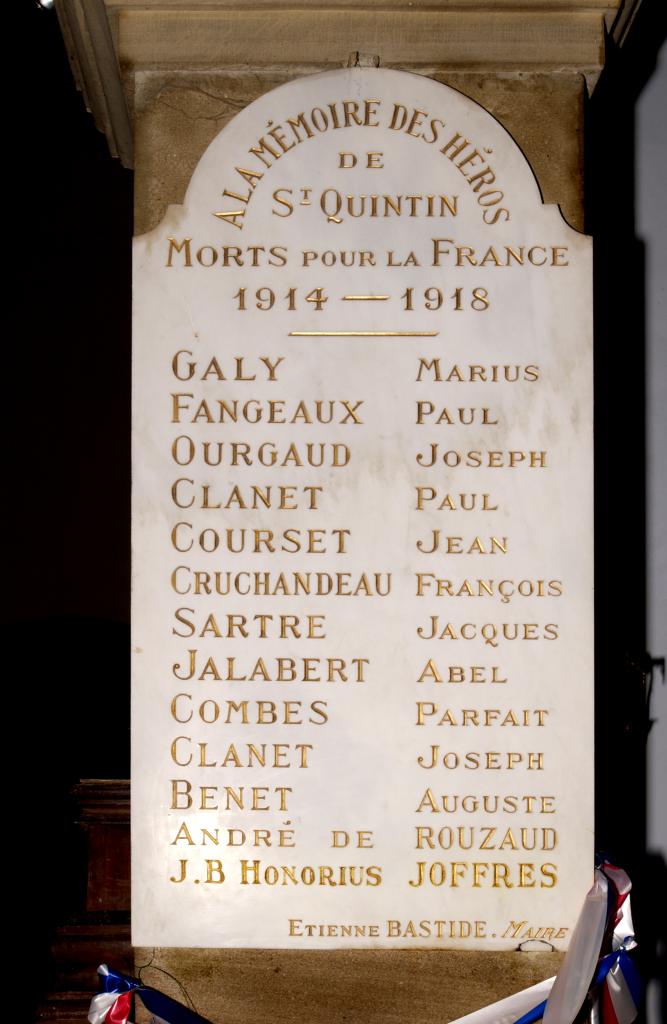 A LA MÉMOIRE DES HÉROS
DE
ST QUINTIN
MORTS POUR LA FRANCE
1914 — 1918
GALY MARIUS
FANGEAUX PAUL
OURGAUD JOSEPH
CLANET PAUL
COURSET JEAN
CRUCHANDEAU FRANÇOIS
SARTRE JACQUES
JALABERT ABEL
COMBES PARFAIT
CLANET JOSEPH
BENET AUGUSTE
ANDRÉ DE ROUZAUD
J.B HONORIUS JOFFRES
ETIENNE BASTIDE. MAIRE